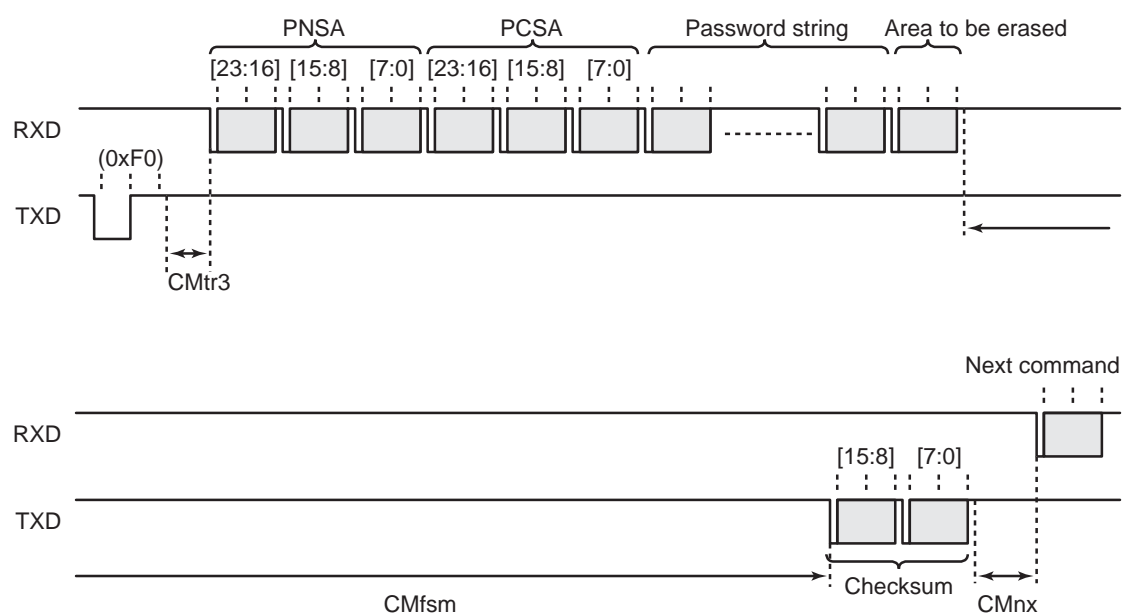 PNSA PCSA Password string Area to be erased
[23:16] [15:8] [7:0] [23:16] [15:8] [7:0]
RXD
(0xF0)
TXD
CMtr3
Next command
RXD
[15:8] [7:0]
TXD
Checksum
CMfsm CMnx